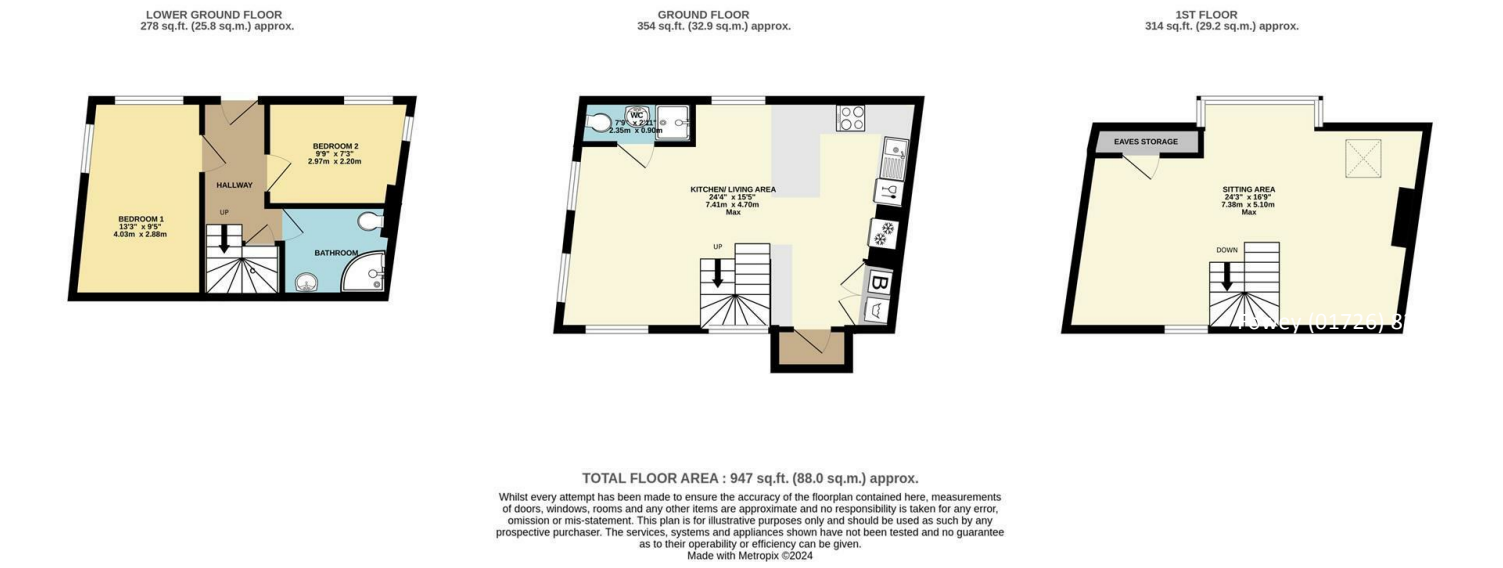 LOWER GROUND FLOOR
278 sq.ft. (25.8 sq.m.) approx.
GROUND FLOOR
354 sq.ft. (32.9 sq.m.) approx.
1ST FLOOR
314 sq.ft. (29.2 sq.m.) approx.
BEDROOM 1
13'3" x 9'5"
4.03m x 2.88m
HALLWAY
UP
BEDROOM 2
9'9" x 7'3"
2.97m x 2.20m
BATHROOM
WC
7'9" x 2'11"
2.35m x 0.90m
KITCHEN/ LIVING AREA
24'4" x 15'5"
7.41m x 4.70m
Max
UP
B
EAVES STORAGE
SITTING AREA
24'3" x 16'9"
7.38m x 5.10m
Max
DOWN
Fowey (01726) 8
TOTAL FLOOR AREA : 947 sq.ft. (88.0 sq.m.) approx.
Whilst every attempt has been made to ensure the accuracy of the floorplan contained here, measurements
of doors, windows, rooms and any other items are approximate and no responsibility is taken for any error,
omission or mis-statement. This plan is for illustrative purposes only and should be used as such by any
prospective purchaser. The services, systems and appliances shown have not been tested and no guarantee
as to their operability or efficiency can be given.
Made with Metropix ©2024